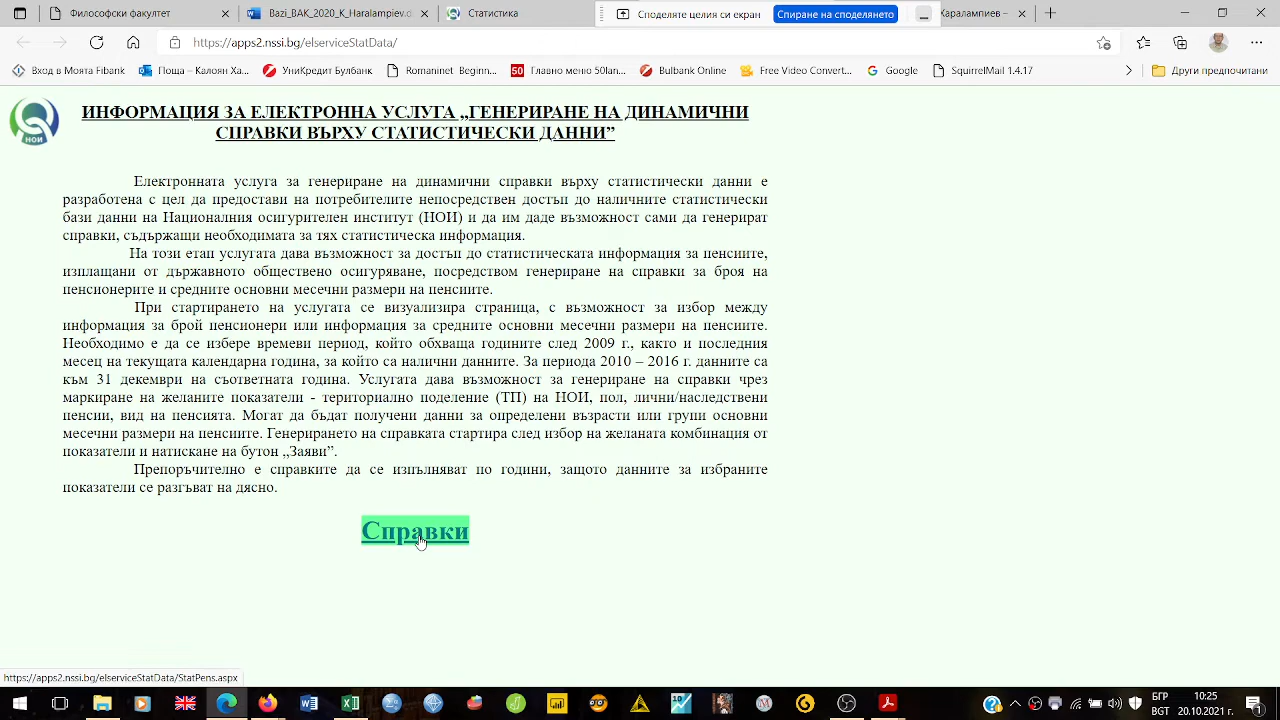 Bazi_BAK_2020_K_Haralampiev.d
Статистика
Споделяте целия си екран
Спиране на споделянето
Каралампиев -
https://apps2.nssi.bg/elserviceStatData/
Вход в Моята Fibank
Поща – Калоян Ха...
УниКредит Булбанк
Romaninet Beginn...
50 Главно меню 50lan...
Bulbank Online
Free Video Convert...
Google
SquirrelMail 1.4.17
Други предпочитани
НОИ
ИНФОРМАЦИЯ ЗА ЕЛЕКТРОННА УСЛУГА „ГЕНЕРИРАНЕ НА ДИНАМИЧНИ
СПРАВКИ ВЪРХУ СТАТИСТИЧЕСКИ ДАННИ”
Електронната услуга за генериране на динамични справки върху статистически данни е
разработена с цел да предостави на потребителите непосредствен достъп до наличните статистически
бази данни на Националния осигурителен институт (НОИ) и да им даде възможност сами да генерират
справки, съдържащи необходимата за тях статистическа информация.
На този етап услугата дава възможност за достъп до статистическата информация за пенсиите,
изплащани от държавното обществено осигуряване, посредством генериране на справки за броя на
пенсионерите и средните основни месечни размери на пенсиите.
При стартирането на услугата се визуализира страница, с възможност за избор между
информация за брой пенсионери или информация за средните основни месечни размери на пенсиите.
Необходимо е да се избере времеви период, който обхваща годините след 2009 г., както и последния
месец на текущата календарна година, за който са налични данните. За периода 2010 – 2016 г. данните са
към 31 декември на съответната година. Услугата дава възможност за генериране на справки чрез
маркиране на желаните показатели - териториално поделение (ТП) на НОИ, пол, лични/наследствени
пенсии, вид на пенсията. Могат да бъдат получени данни за определени възрасти или групи основни
месечни размери на пенсиите. Генерирането на справката стартира след избор на желаната комбинация от
показатели и натискане на бутон „Заяви”.
Препоръчително е справките да се изпълняват по години, защото данните за избраните
показатели се разгъват на дясно.
Справки
https://apps2.nssi.bg/elserviceStatData/StatPens.aspx
10
БГР
BGT
10:25
20.10.2021 г.